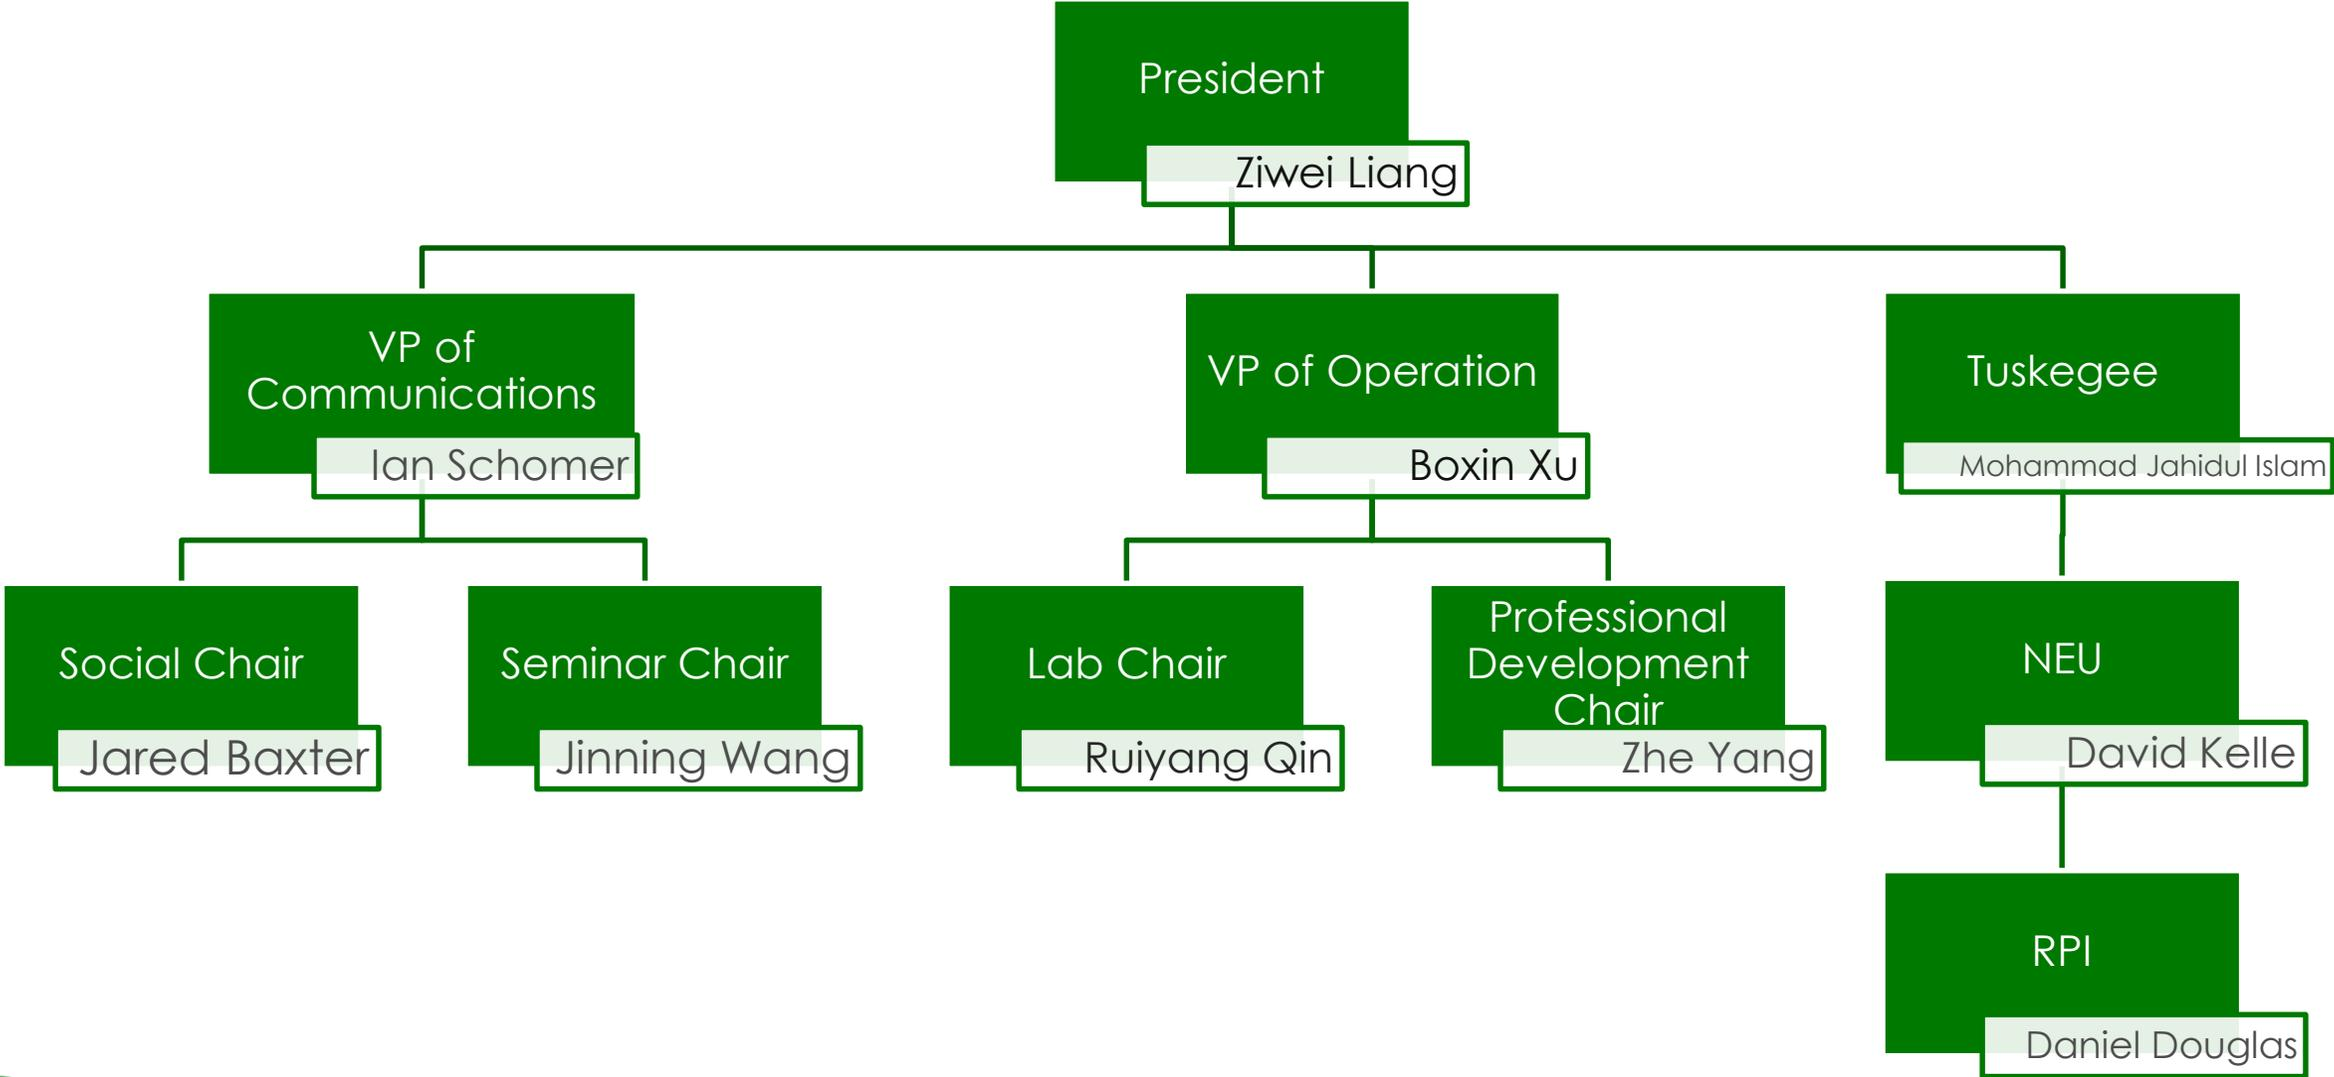 President
Ziwei Liang
VP of
Communications
Ian Schomer
VP of Operation
Boxin Xu
Tuskegee
Mohammad Jahidul Islam
Social Chair
Jared Baxter
Seminar Chair
Jinning Wang
Lab Chair
Ruiyang Qin
Professional
Development
Chair
Zhe Yang
NEU
David Kelle
RPI
Daniel Douglas